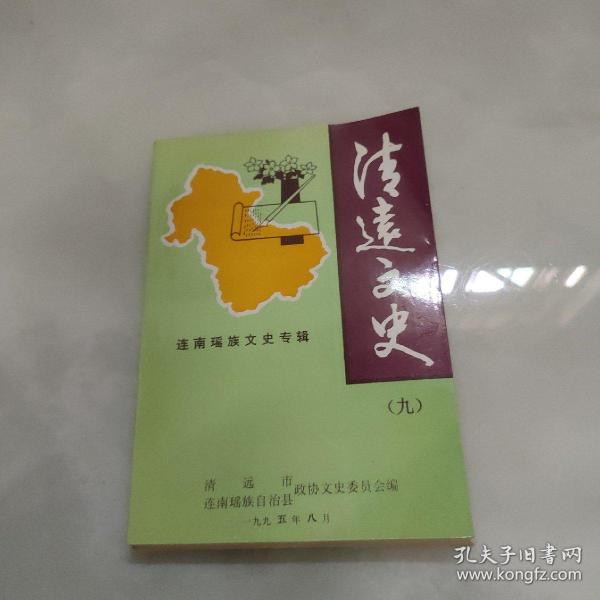 清遠文史
（九）
连南瑶族文史专辑
清远市
连南瑶族自治县
政协文史委员会编
一九九五年八月
孔夫子旧书网
www.kongfz.com